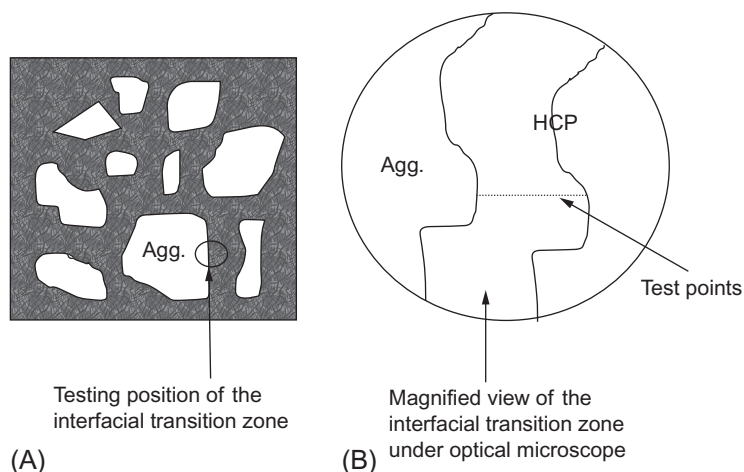 Agg.
Testing position of the
interfacial transition zone
(A)
HCP
Agg.
Test points
Magnified view of the
interfacial transition zone
under optical microscope
(B)